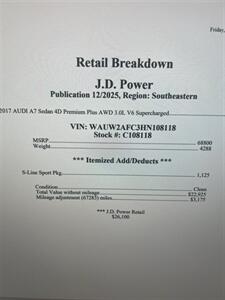 Friday,
Retail Breakdown
J.D. Power
Publication 12/2025, Region: Southeastern
2017 AUDI A7 Sedan 4D Premium Plus AWD 3.0L V6 Supercharged
VIN: WAUW2AFC3HN108118
Stock #: C108118
MSRP 68800
Weight 4288
*** Itemized Add/Deducts ***
S-Line Sport Pkg. 1,125
Condition Clean
Total Value without mileage $22,925
Mileage adjustment (67283) miles $3,175
*** J.D. Power Retail
$26,100